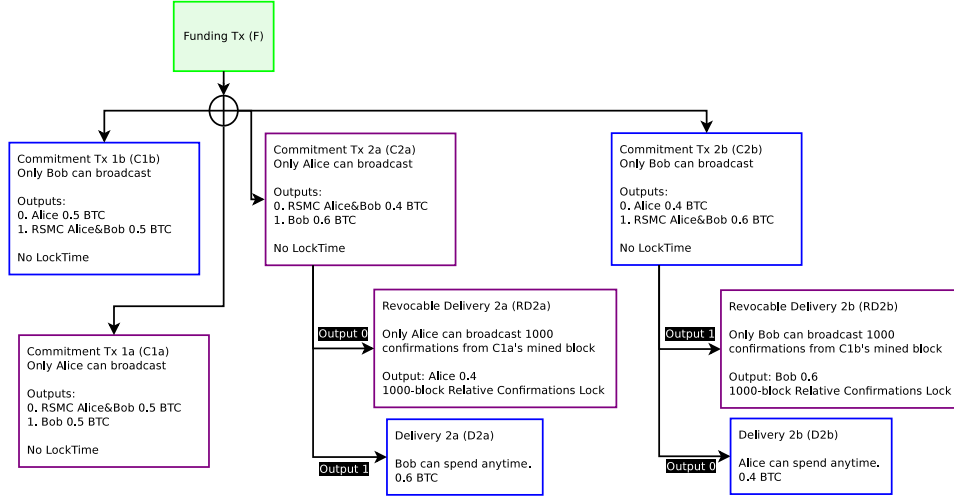 Funding Tx (F)
Commitment Tx 1b (C1b)
Only Bob can broadcast
Outputs:
0. Alice 0.5 BTC
1. RSMC Alice&Bob 0.5 BTC
No LockTime
Commitment Tx 2a (C2a)
Only Alice can broadcast
Outputs:
0. RSMC Alice&Bob 0.4 BTC
1. Bob 0.6 BTC
No LockTime
Commitment Tx 2b (C2b)
Only Bob can broadcast
Outputs:
0. Alice 0.4 BTC
1. RSMC Alice&Bob 0.6 BTC
No LockTime
Commitment Tx 1a (C1a)
Only Alice can broadcast
Outputs:
0. RSMC Alice&Bob 0.5 BTC
1. Bob 0.5 BTC
No LockTime
Output 0
Revocable Delivery 2a (RD2a)
Only Alice can broadcast 1000
confirmations from C1a's mined block
Output: Alice 0.4
1000-block Relative Confirmations Lock
Output 1
Delivery 2a (D2a)
Bob can spend anytime.
0.6 BTC
Output 1
Revocable Delivery 2b (RD2b)
Only Bob can broadcast 1000
confirmations from C1b's mined block
Output: Bob 0.6
1000-block Relative Confirmations Lock
Output 0
Delivery 2b (D2b)
Alice can spend anytime.
0.4 BTC